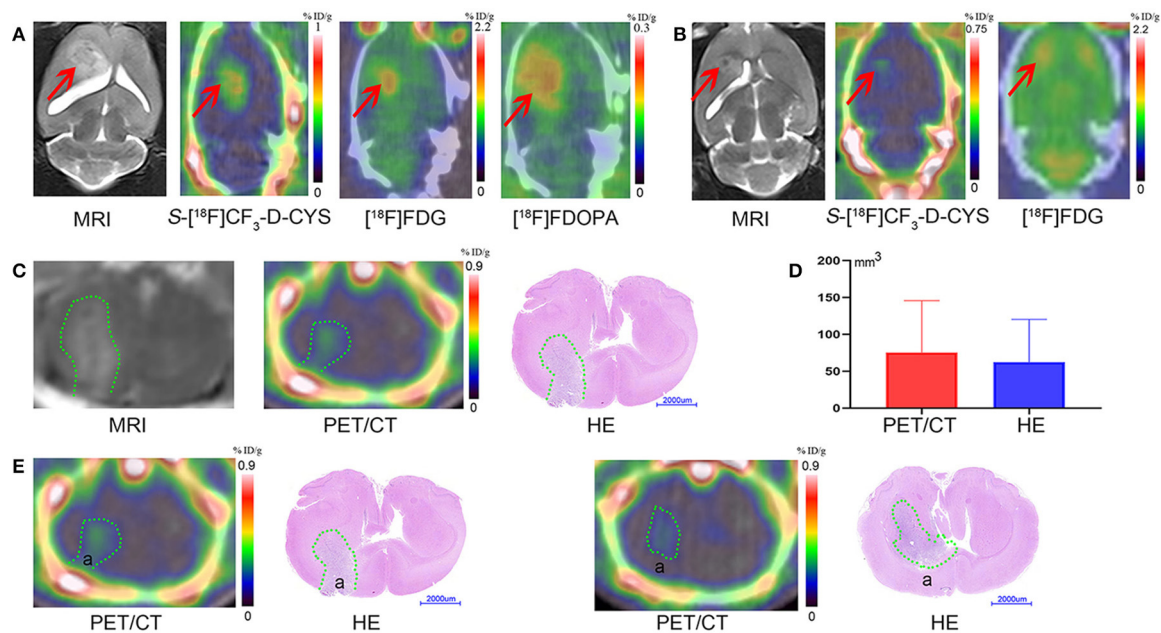 A
% ID/g
1
0
% ID/g
2.2
0
% ID/g
0.3
0
MRI
S-[¹⁸F]CF₃-D-CYS
[¹⁸F]FDG
[¹⁸F]FDOPA
B
% ID/g
0.75
0
% ID/g
2.2
0
MRI
S-[¹⁸F]CF₃-D-CYS
[¹⁸F]FDG
C
% ID/g
0.9
0
2000um
MRI
PET/CT
HE
D
mm³
200
150
100
50
0
PET/CT
HE
E
% ID/g
0.9
0
a
a
2000um
PET/CT
HE
% ID/g
0.9
0
a
a
2000um
PET/CT
HE